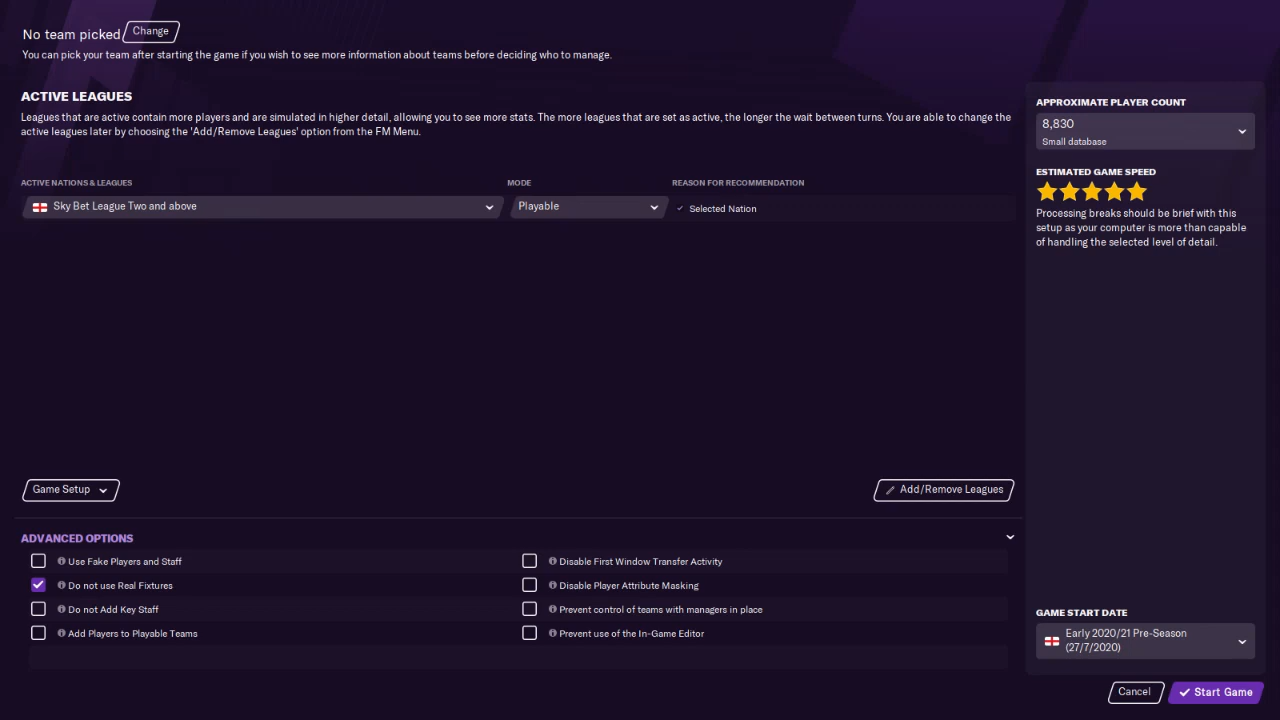 No team picked
Change
You can pick your team after starting the game if you wish to see more information about teams before deciding who to manage.
ACTIVE LEAGUES
Leagues that are active contain more players and are simulated in higher detail, allowing you to see more stats. The more leagues that are set as active, the longer the wait between turns. You are able to change the
active leagues later by choosing the 'Add/Remove Leagues' option from the FM Menu.
ACTIVE NATIONS & LEAGUES
MODE
REASON FOR RECOMMENDATION
Sky Bet League Two and above
Playable
Selected Nation
Game Setup
Add/Remove Leagues
ADVANCED OPTIONS
Use Fake Players and Staff
Disable First Window Transfer Activity
Do not use Real Fixtures
Disable Player Attribute Masking
Do not Add Key Staff
Prevent control of teams with managers in place
Add Players to Playable Teams
Prevent use of the In-Game Editor
APPROXIMATE PLAYER COUNT
8,830
Small database
ESTIMATED GAME SPEED
Processing breaks should be brief with this
setup as your computer is more than capable
of handling the selected level of detail.
GAME START DATE
Early 2020/21 Pre-Season
(27/7/2020)
Cancel
Start Game